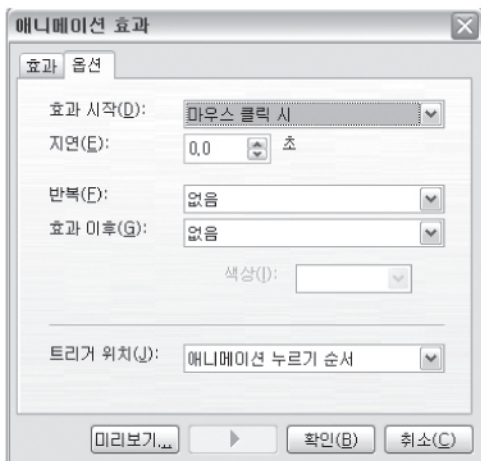 애니메이션 효과
효과 옵션
효과 시작(D): 마우스 클릭 시
지연(E): 0.0 초
반복(F): 없음
효과 이후(G): 없음
색상(I):
트리거 위치(J): 애니메이션 누르기 순서
미리보기... 확인(B) 취소(C)